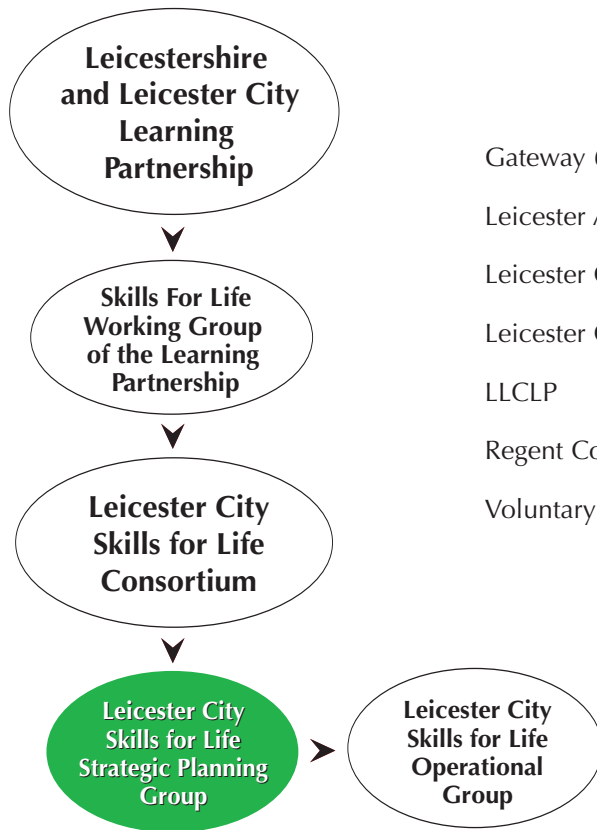 Leicestershire
and Leicester City
Learning
Partnership
Skills For Life
Working Group
of the Learning
Partnership
Leicester City
Skills for Life
Consortium
Leicester City
Skills for Life
Strategic Planning
Group
Leicester City
Skills for Life
Operational
Group
Gateway
Leicester
Leicester
Leicester
LLCLP
Regent
Voluntary